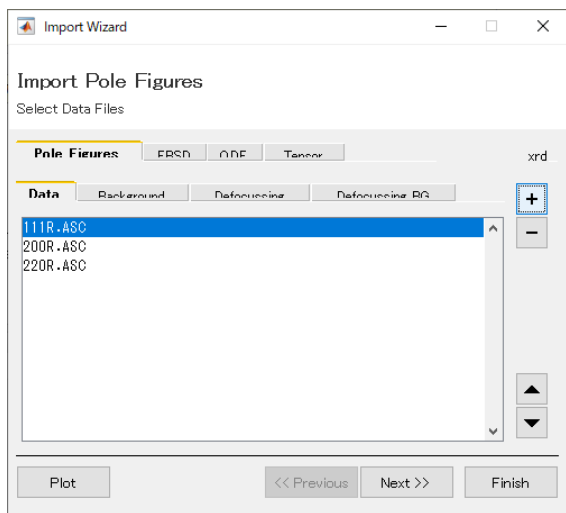 Import Wizard
Import Pole Figures
Select Data Files
Pole Figures EBSD ODF Tensor xrd
Data Background Defocussing Defocussing BG
+
111R.ASC
−
200R.ASC
220R.ASC
Plot << Previous Next >> Finish